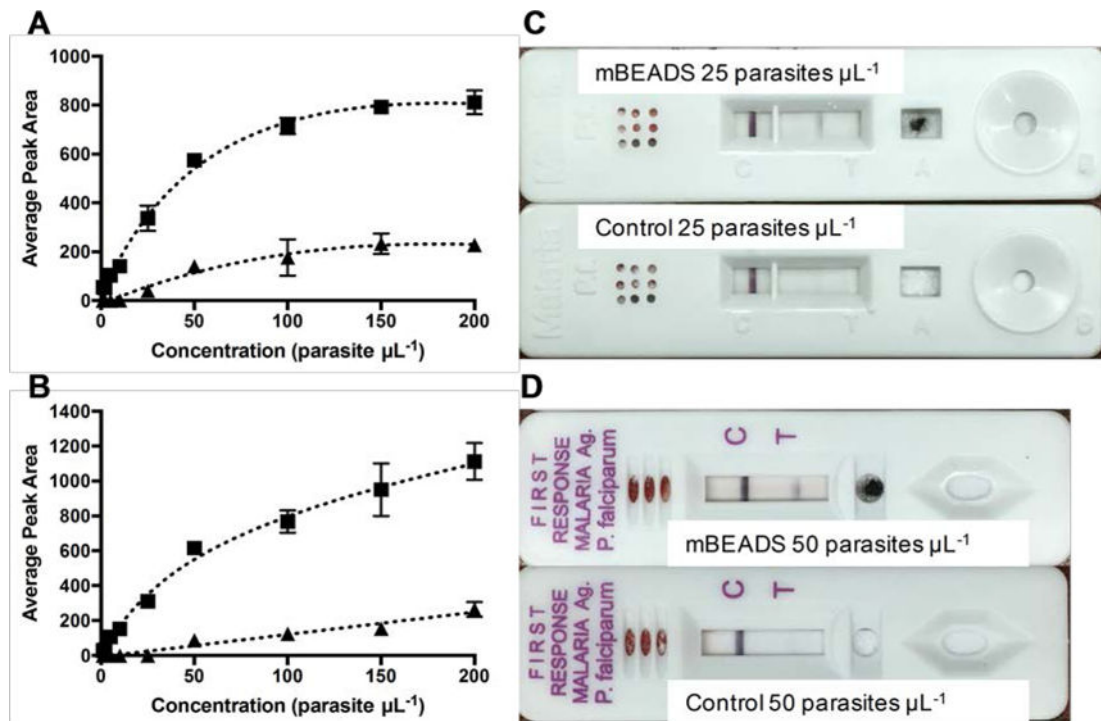 A
1000
800
600
400
200
0
Average Peak Area
0 50 100 150 200
Concentration (parasite µL-1)
B
1400
1200
1000
800
600
400
200
0
Average Peak Area
0 50 100 150 200
Concentration (parasite µL-1)
C
mBEADS 25 parasites µL-1
C T A
Control 25 parasites µL-1
Malaria
C T A B
D
FIRST
RESPONSE
MALARIA Ag.
P. falciparum
C T
mBEADS 50 parasites µL-1
FIRST
RESPONSE
MALARIA Ag.
P. falciparum
C T
Control 50 parasites µL-1